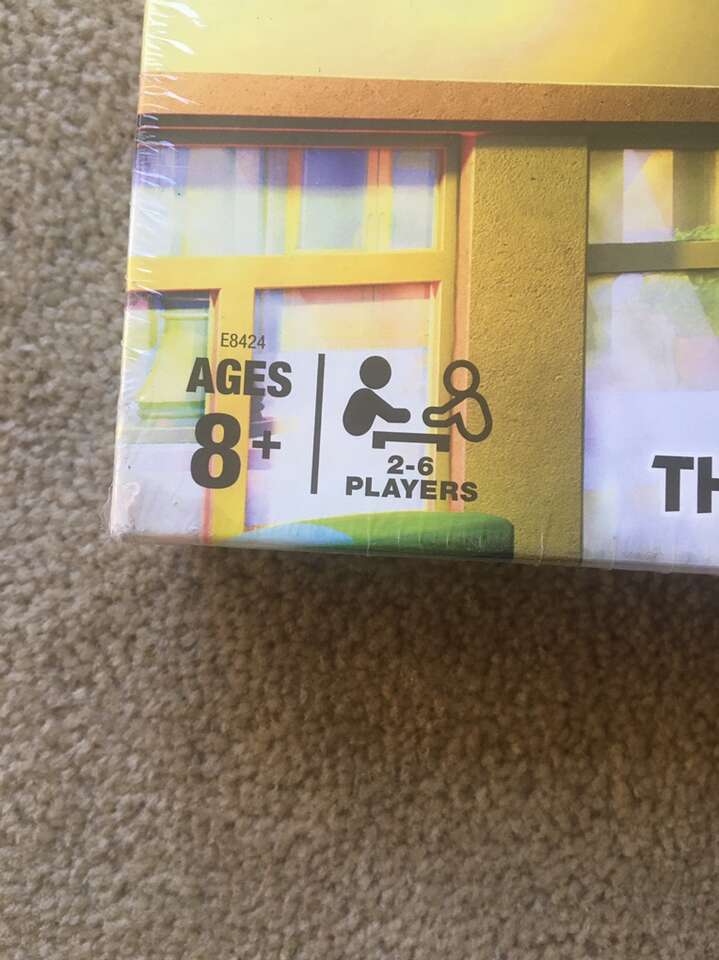 E8424
AGES
8+
2-6
PLAYERS
TH